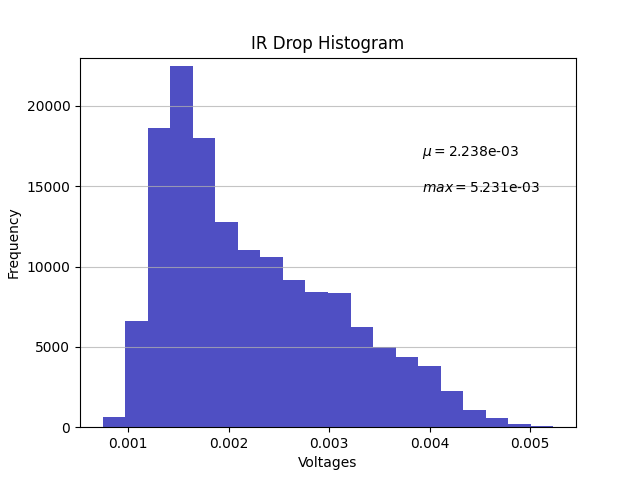 IR Drop Histogram
20000
15000
10000
5000
0
Frequency
μ = 2.238e-03
max = 5.231e-03
0.001 0.002 0.003 0.004 0.005
Voltages